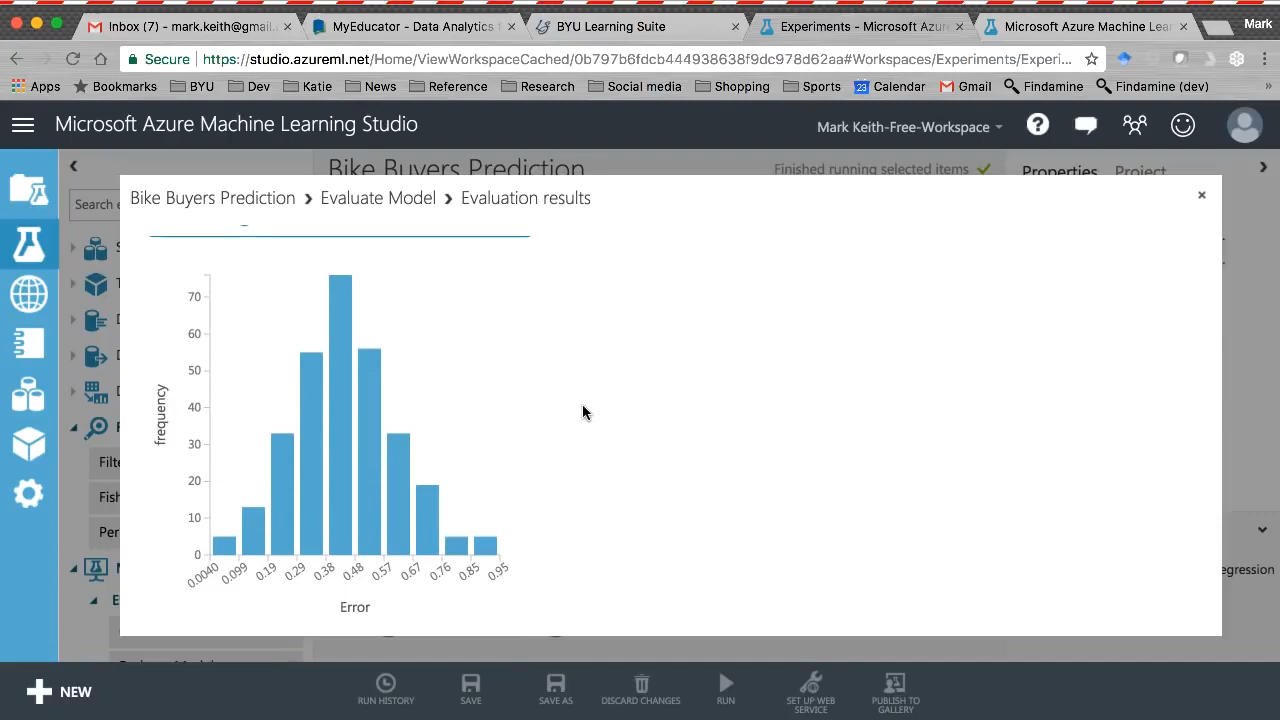 Inbox (7) - mark.keith@gmail.
MyEducator - Data Analytics f
BYU Learning Suite
Experiments - Microsoft Azure
Microsoft Azure Machine Lear
Mark
Secure
https://studio.azureml.net/Home/ViewWorkspaceCached/0b797b6fdcb444938638f9dc978d62aa#Workspaces/Experiments/Experi...
Apps
Bookmarks
BYU
Dev
Katie
News
Reference
Research
Social media
Shopping
Sports
23
Calendar
Gmail
Findamine
Findamine (dev)
»
Microsoft Azure Machine Learning Studio
Mark Keith-Free-Workspace
?
Bike Buyers Prediction
Finished running selected items
Properties
Project
Search e
Bike Buyers Prediction > Evaluate Model > Evaluation results
×
frequency
70
60
50
40
30
20
10
0
0.0040
0.099
0.19
0.29
0.38
0.48
0.57
0.67
0.76
0.85
0.95
Error
Filte
Fish
Per
egression
NEW
RUN HISTORY
SAVE
SAVE AS
DISCARD CHANGES
RUN
SET UP WEB
SERVICE
PUBLISH TO
GALLERY